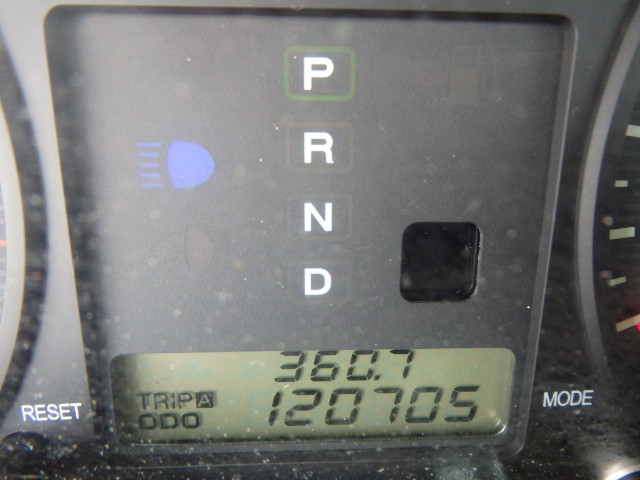 P
R
N
D
360.7
TRIP A
ODO 120705
RESET
MODE